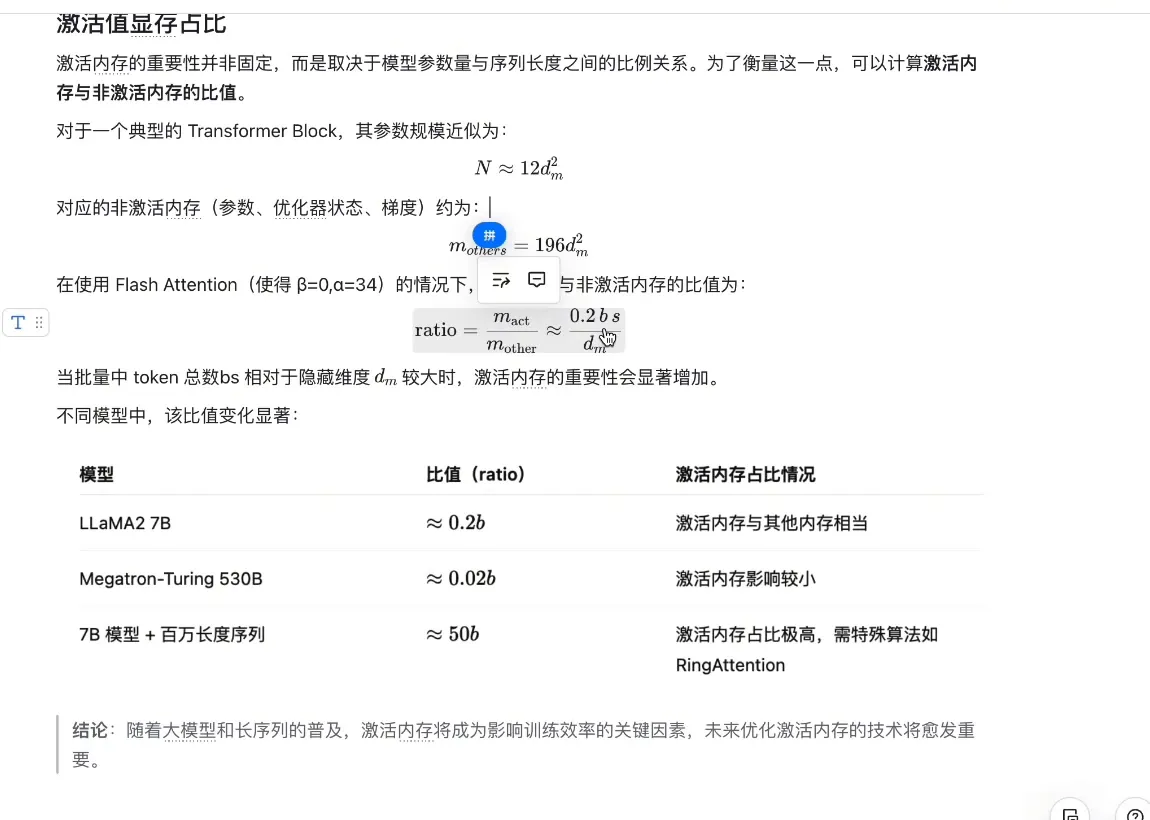 激活值显存占比
激活内存的重要性并非固定，而是取决于模型参数量与序列长度之间的比例关系。为了衡量这一点，可以计算激活内
存与非激活内存的比值。
对于一个典型的 Transformer Block，其参数规模近似为：
N ≈ 12d_m^2
对应的非激活内存（参数、优化器状态、梯度）约为：
拼
m_others = 196d_m^2
在使用 Flash Attention（使得 β=0,α=34）的情况下，与非激活内存的比值为：
T
ratio = m_act / m_other ≈ 0.2 b s / d_m
当批量中 token 总数bs 相对于隐藏维度 d_m 较大时，激活内存的重要性会显著增加。
不同模型中，该比值变化显著：
模型 比值（ratio） 激活内存占比情况
LLaMA2 7B ≈ 0.2b 激活内存与其他内存相当
Megatron-Turing 530B ≈ 0.02b 激活内存影响较小
7B 模型 + 百万长度序列 ≈ 50b 激活内存占比极高，需特殊算法如
RingAttention
结论：随着大模型和长序列的普及，激活内存将成为影响训练效率的关键因素，未来优化激活内存的技术将愈发重
要。